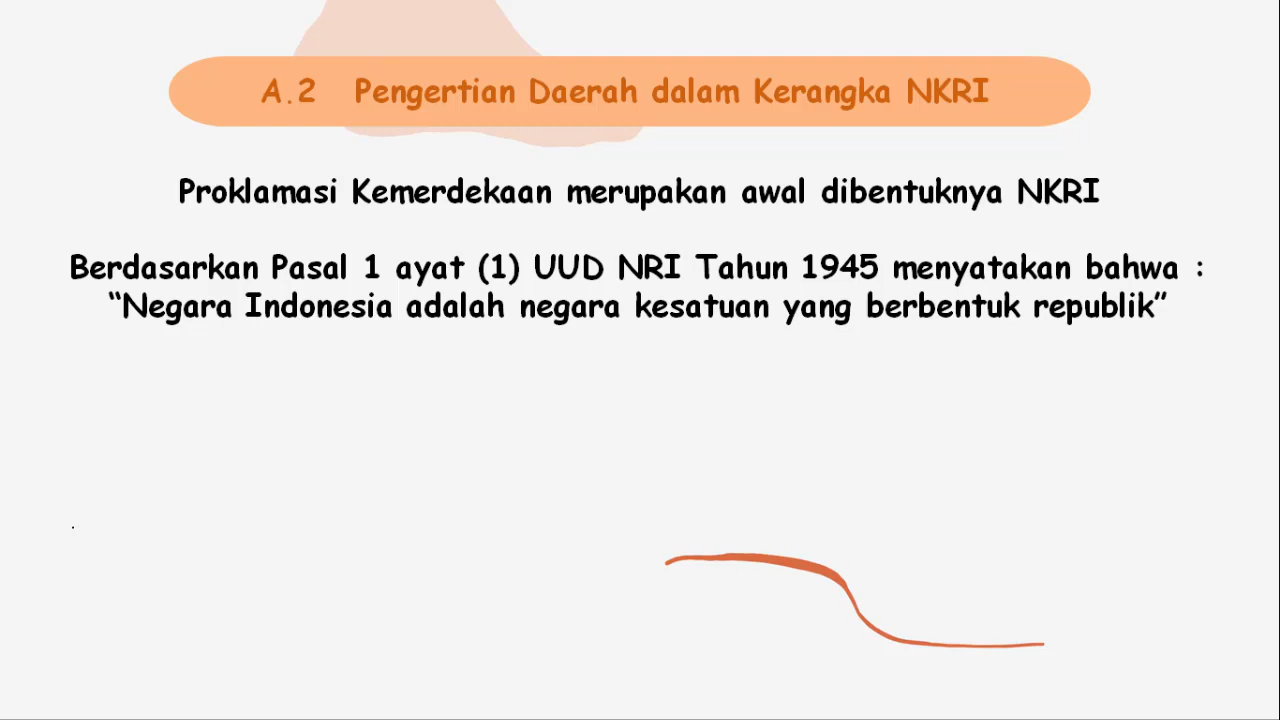 A.2 Pengertian Daerah dalam Kerangka NKRI
Proklamasi Kemerdekaan merupakan awal dibentuknya NKRI
Berdasarkan Pasal 1 ayat (1) UUD NRI Tahun 1945 menyatakan bahwa :
“Negara Indonesia adalah negara kesatuan yang berbentuk republik”
.